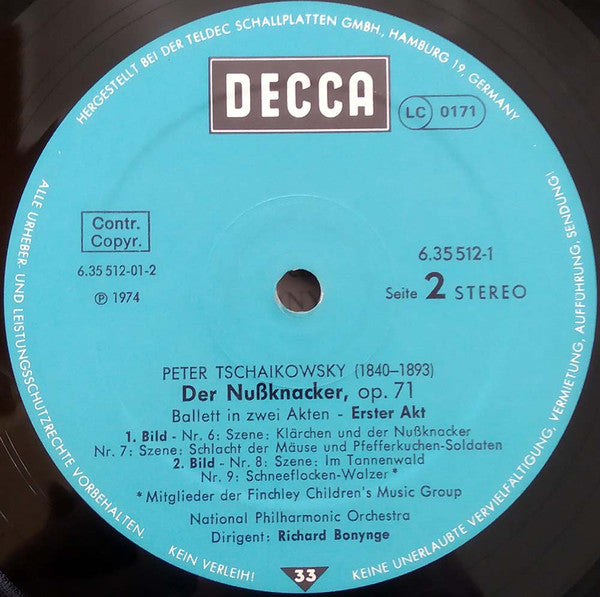 HERGESTELLT BEI DER TELDEC SCHALLPLATTEN GMBH, HAMBURG 19, GERMANY
DECCA
LC 0171
Contr.
Copyr.
6.35 512-01-2
Ⓟ 1974
6.35 512-1
Seite 2 STEREO
PETER TSCHAIKOWSKY (1840–1893)
Der Nußknacker, op. 71
Ballett in zwei Akten - Erster Akt
1. Bild - Nr. 6: Szene: Klärchen und der Nußknacker
Nr. 7: Szene: Schlacht der Mäuse und Pfefferkuchen-Soldaten
2. Bild - Nr. 8: Szene: Im Tannenwald
Nr. 9: Schneeflocken-Walzer*
*Mitglieder der Finchley Children's Music Group
National Philharmonic Orchestra
Dirigent: Richard Bonynge
ALLE URHEBER- UND LEISTUNGSSCHUTZRECHTE VORBEHALTEN.
KEIN VERLEIH!
33
KEINE UNERLAUBTE VERVIELFÄLTIGUNG, VERMIETUNG, AUFFÜHRUNG, SENDUNG!